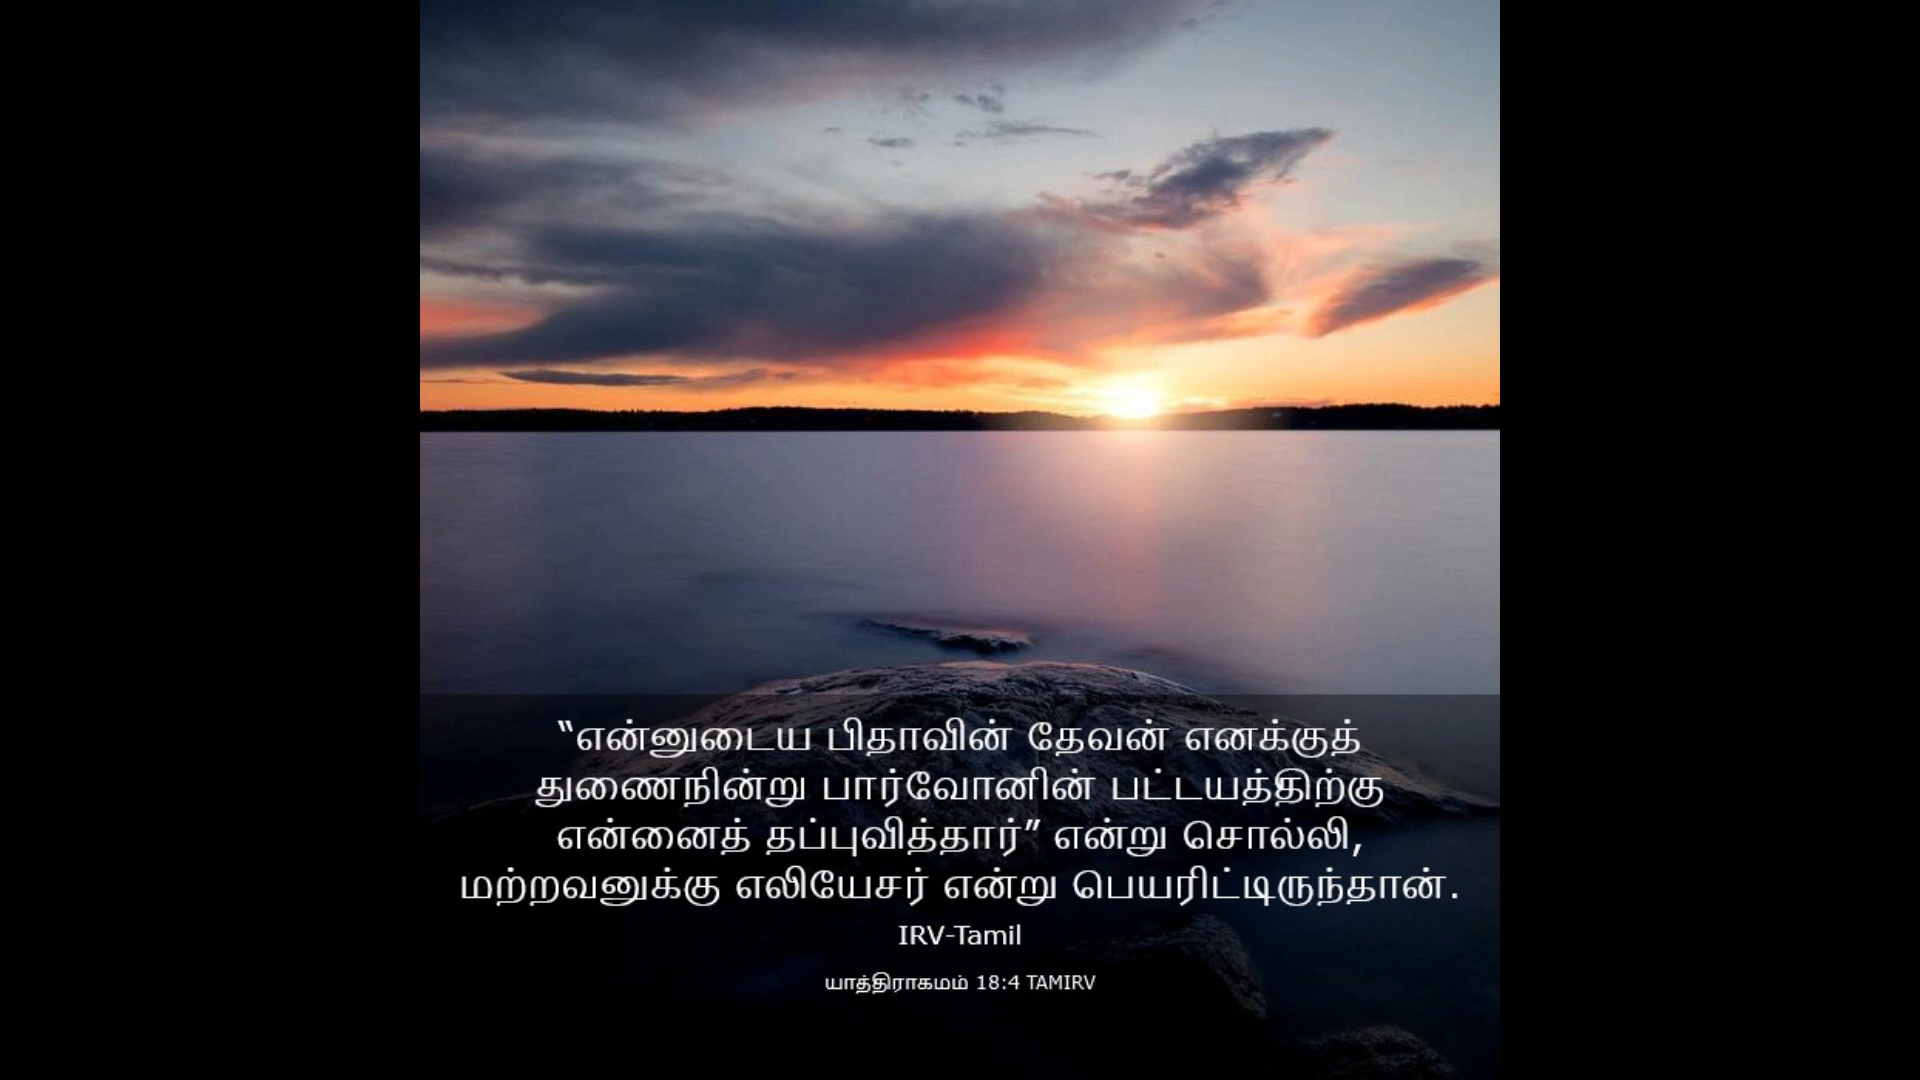 “என்னுடைய பிதாவின் தேவன் எனக்குத்
துணைநின்று பார்வோனின் பட்டயத்திற்கு
என்னைத் தப்புவித்தார்” என்று சொல்லி,
மற்றவனுக்கு எலியேசர் என்று பெயரிட்டிருந்தான்.
IRV-Tamil
யாத்திராகமம் 18:4 TAMIRV